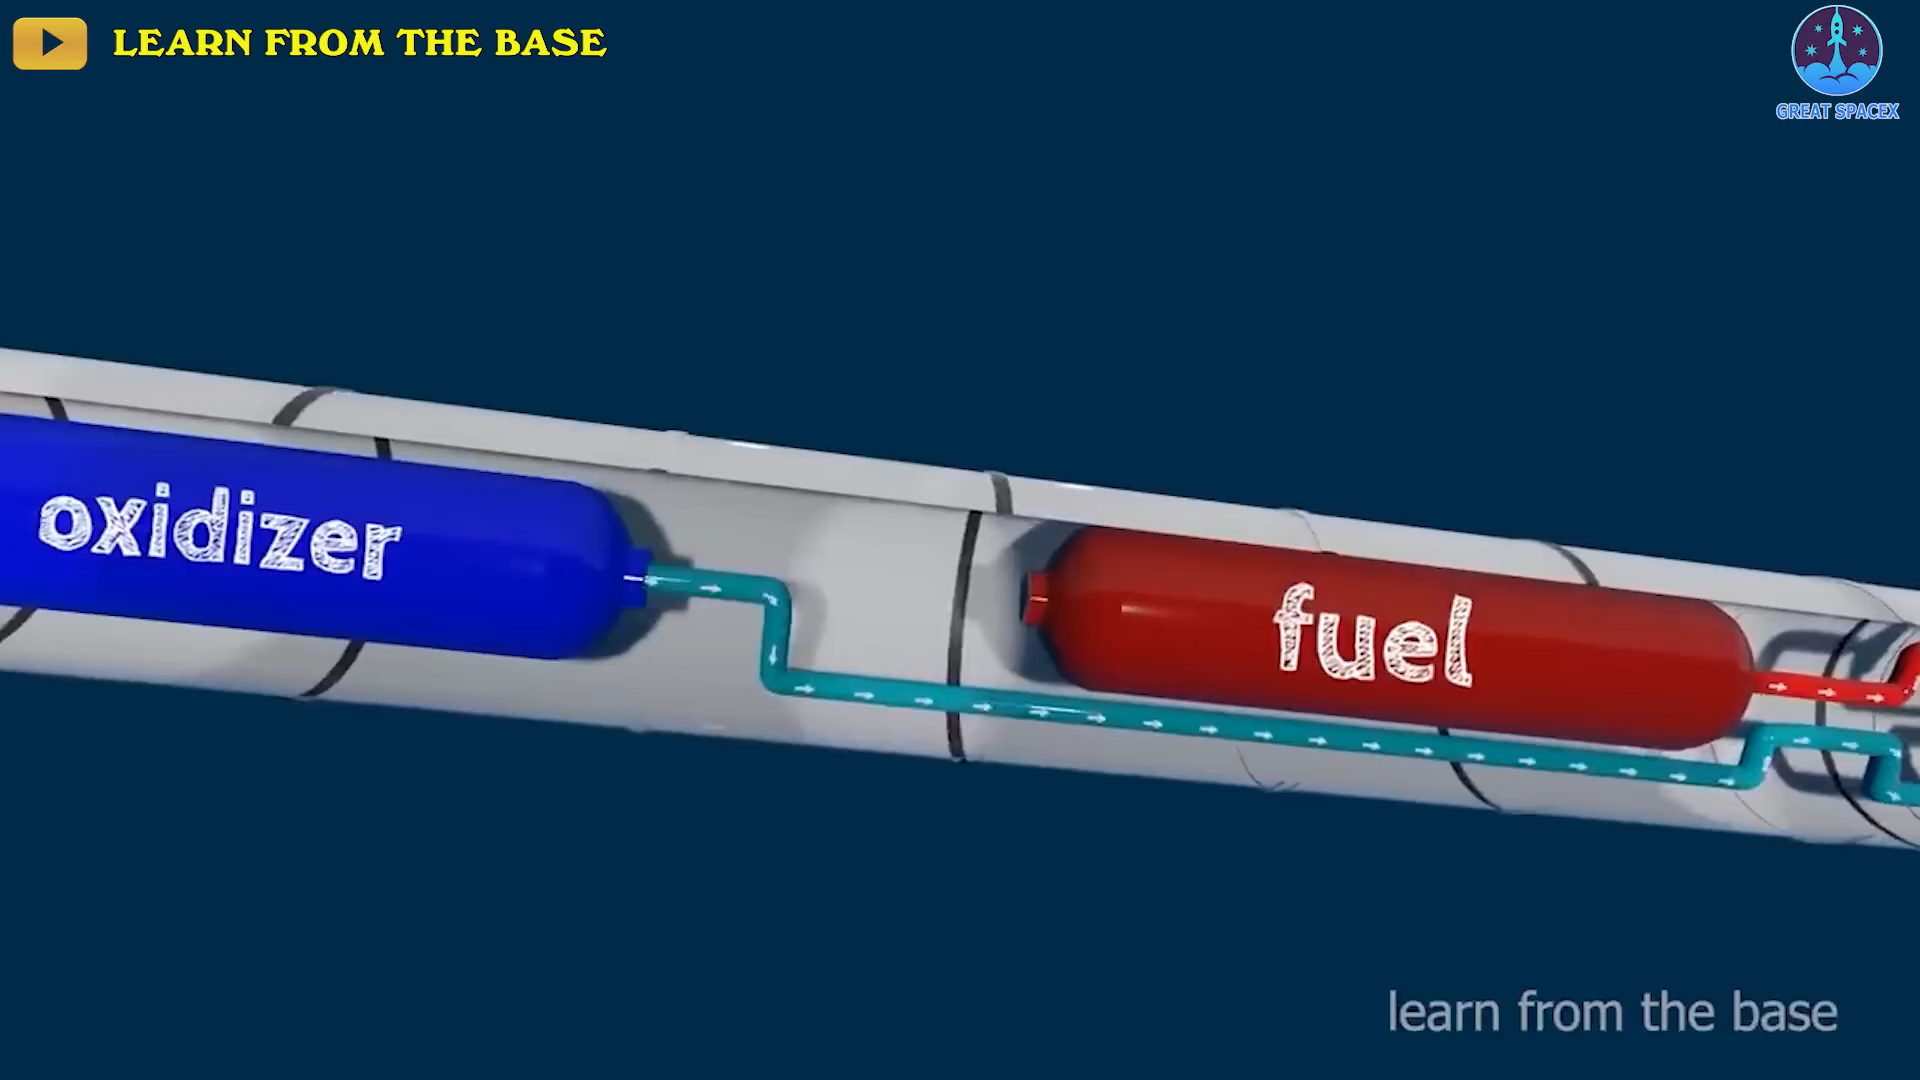 LEARN FROM THE BASE
GREAT SPACEX
oxidizer
fuel
learn from the base